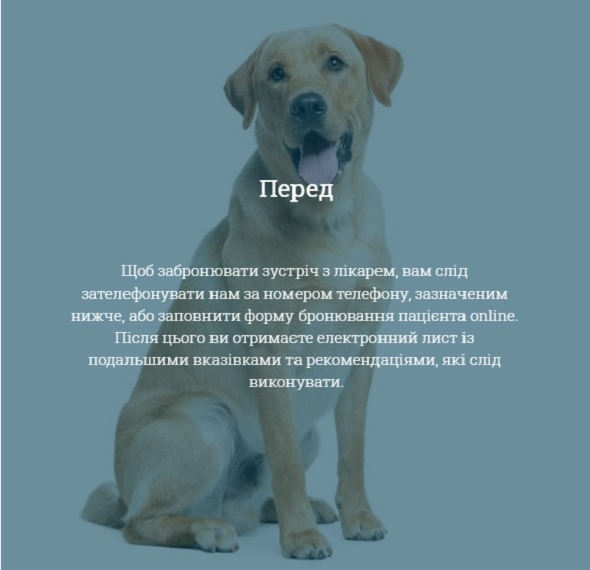 Перед
Щоб забронювати зустріч з лікарем, вам слід
зателефонувати нам за номером телефону, зазначеним
нижче, або заповнити форму бронювання пацієнта online.
Після цього ви отримаєте електронний лист із
подальшими вказівками та рекомендаціями, які слід
виконувати.